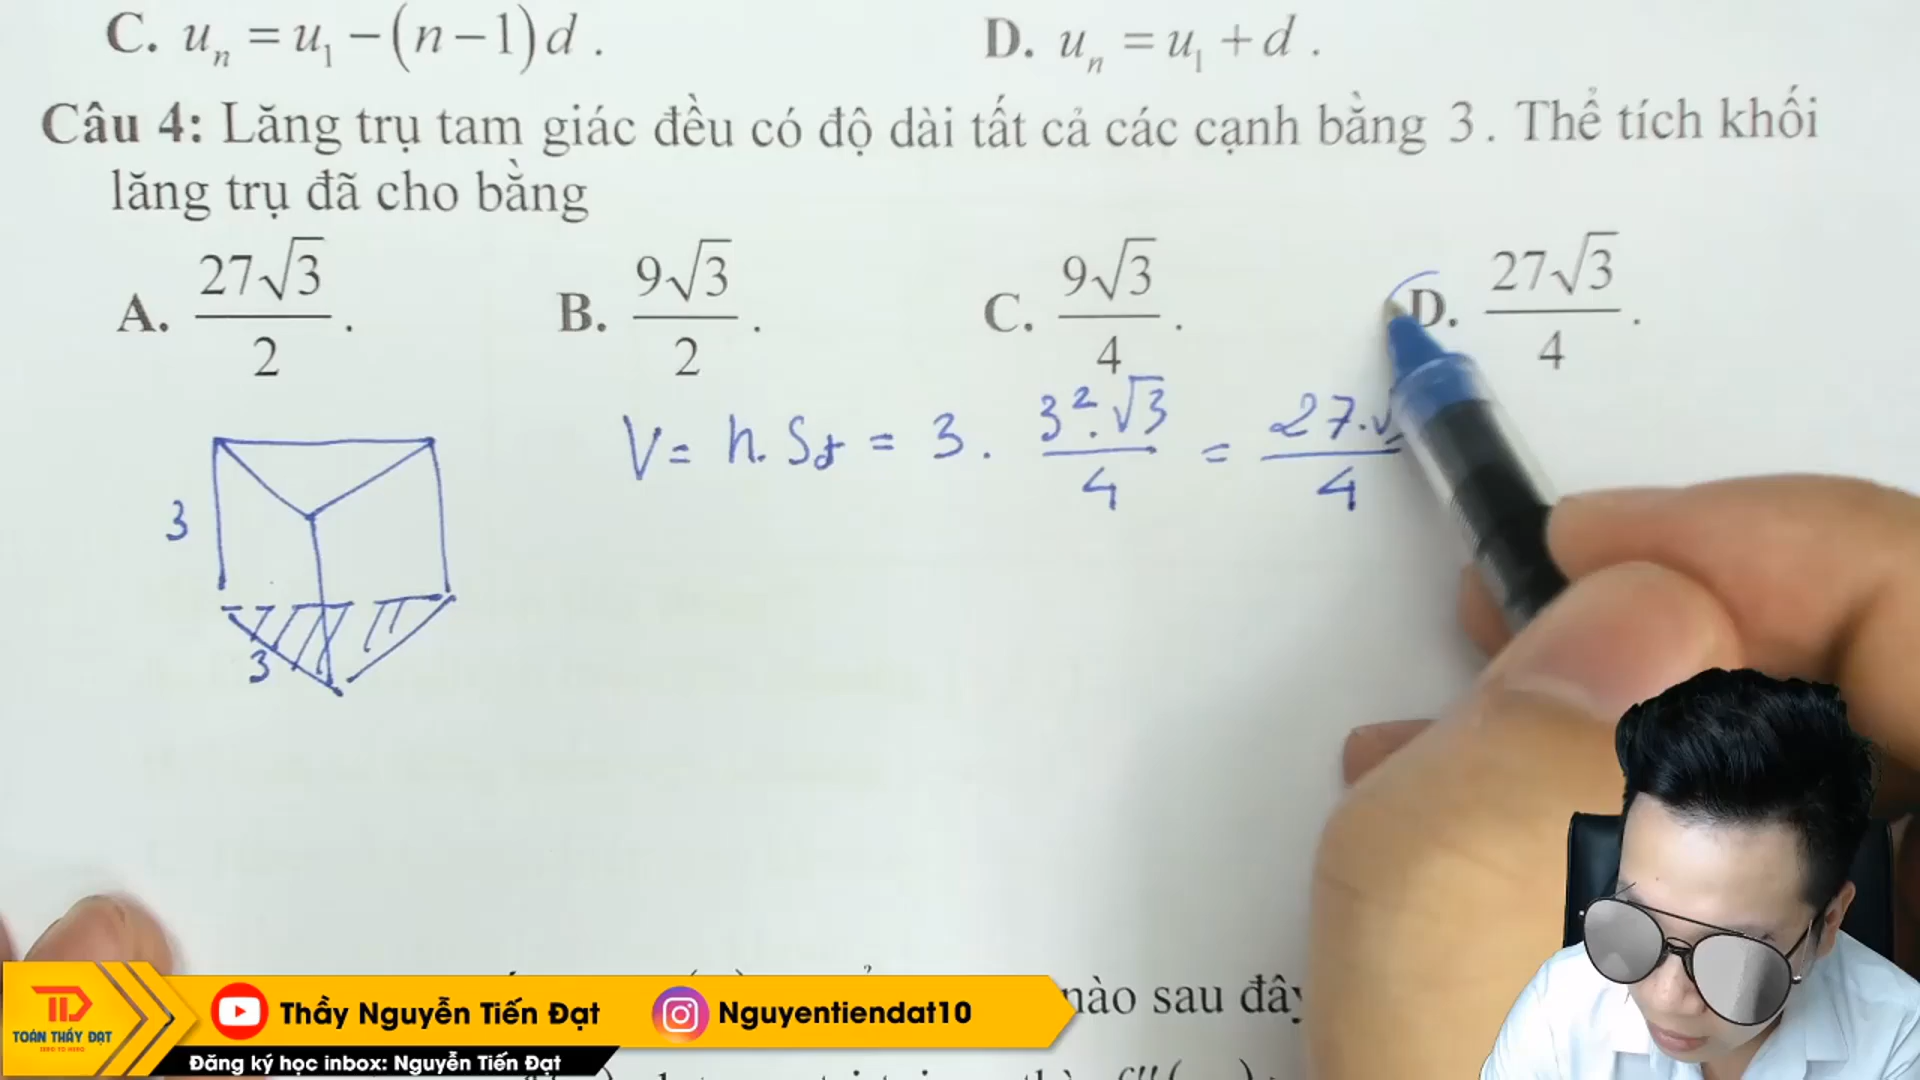 C. uₙ = u₁ − (n − 1)d .
D. uₙ = u₁ + d .
Câu 4: Lăng trụ tam giác đều có độ dài tất cả các cạnh bằng 3. Thể tích khối
lăng trụ đã cho bằng
A. 27√3/2 .
B. 9√3/2 .
C. 9√3/4 .
D. 27√3/4 .
V = h. Sđ = 3 . 3².√3/4 = 27.√/4
3
3
nào sau đây
TOÁN THẦY ĐẠT
Thầy Nguyễn Tiến Đạt
Nguyentiendat10
Đăng ký học inbox: Nguyễn Tiến Đạt